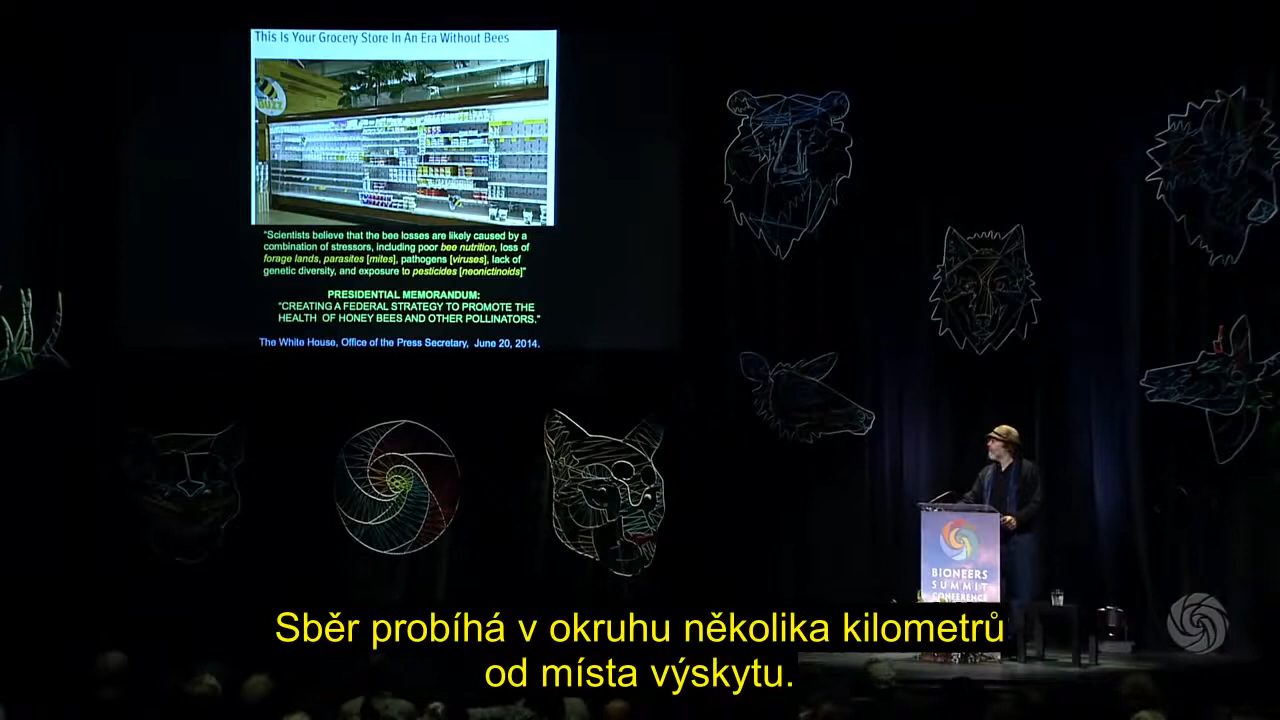 This Is Your Grocery Store In An Era Without Bees
BUZZ
"Scientists believe that the bee losses are likely caused by a
combination of stressors, including poor bee nutrition, loss of
forage lands, parasites [mites], pathogens [viruses], lack of
genetic diversity, and exposure to pesticides [neonictinoids]"
PRESIDENTIAL MEMORANDUM:
"CREATING A FEDERAL STRATEGY TO PROMOTE THE
HEALTH OF HONEY BEES AND OTHER POLLINATORS."
The White House, Office of the Press Secretary, June 20, 2014.
BIONEERS
SUMMIT
CONFERENCE
Sběr probíhá v okruhu několika kilometrů
od místa výskytu.